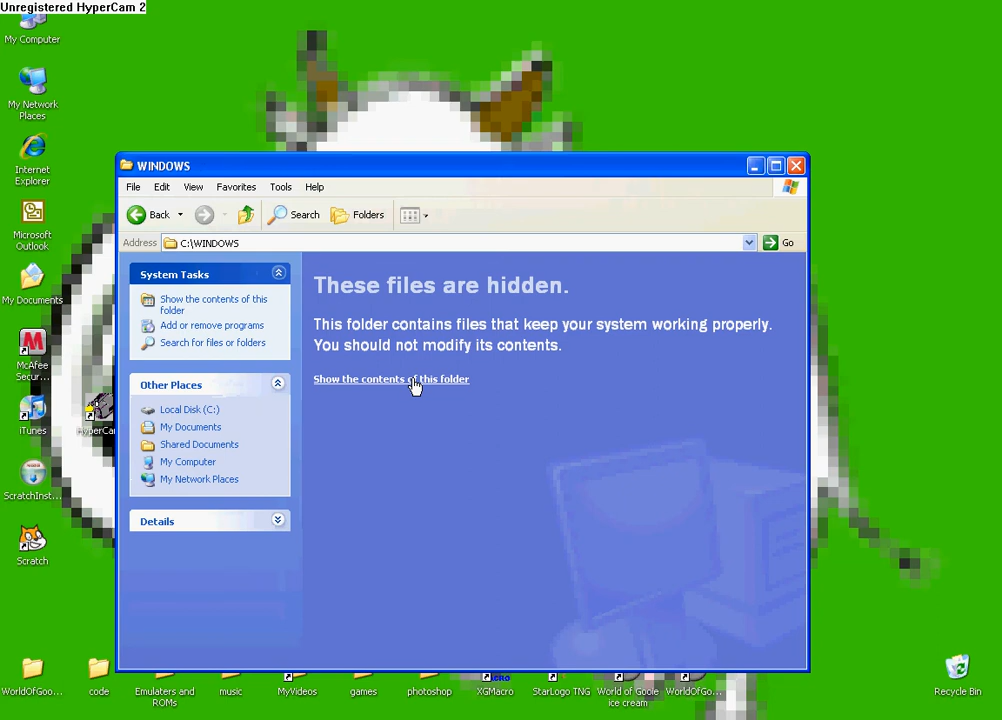 Unregistered HyperCam 2
My Computer
My Network
Places
Internet
Explorer
Microsoft
Outlook
My Documents
McAfee
Secur...
iTunes
HyperCam
ScratchInst...
Scratch
WINDOWS
File Edit View Favorites Tools Help
Back Search Folders
Address C:\WINDOWS Go
System Tasks
Show the contents of this
folder
Add or remove programs
Search for files or folders
Other Places
Local Disk (C:)
My Documents
Shared Documents
My Computer
My Network Places
Details
These files are hidden.
This folder contains files that keep your system working properly.
You should not modify its contents.
Show the contents of this folder
WorldOfGoo...
code
Emulaters and
ROMs
music
MyVideos
games
photoshop
XGMacro
StarLogo TNG
World of Goole
ice cream
WorldOfGo...
Recycle Bin